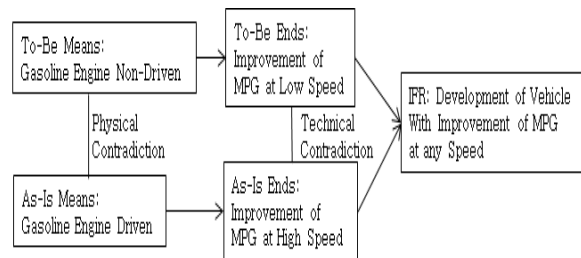 To-Be Means:
Gasoline Engine Non-Driven
To-Be Ends:
Improvement of
MPG at Low Speed
Physical
Contradiction
Technical
Contradiction
IFR: Development of Vehicle
With Improvement of MPG
at any Speed
As-Is Means:
Gasoline Engine Driven
As-Is Ends:
Improvement of
MPG at High Speed